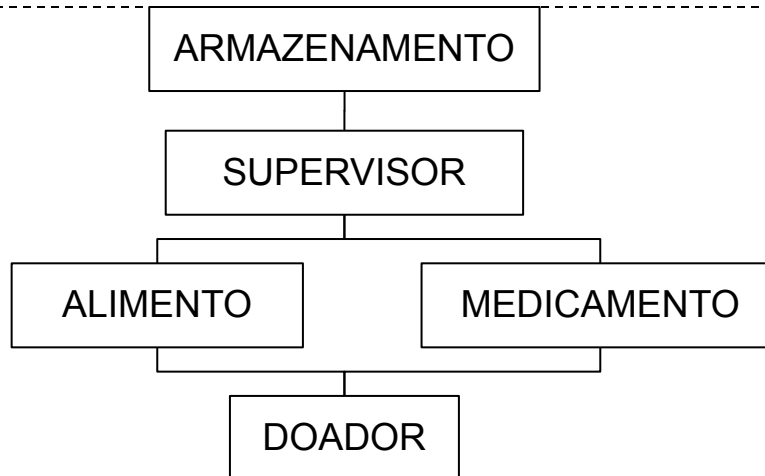 ARMAZENAMENTO
SUPERVISOR
ALIMENTO
MEDICAMENTO
DOADOR